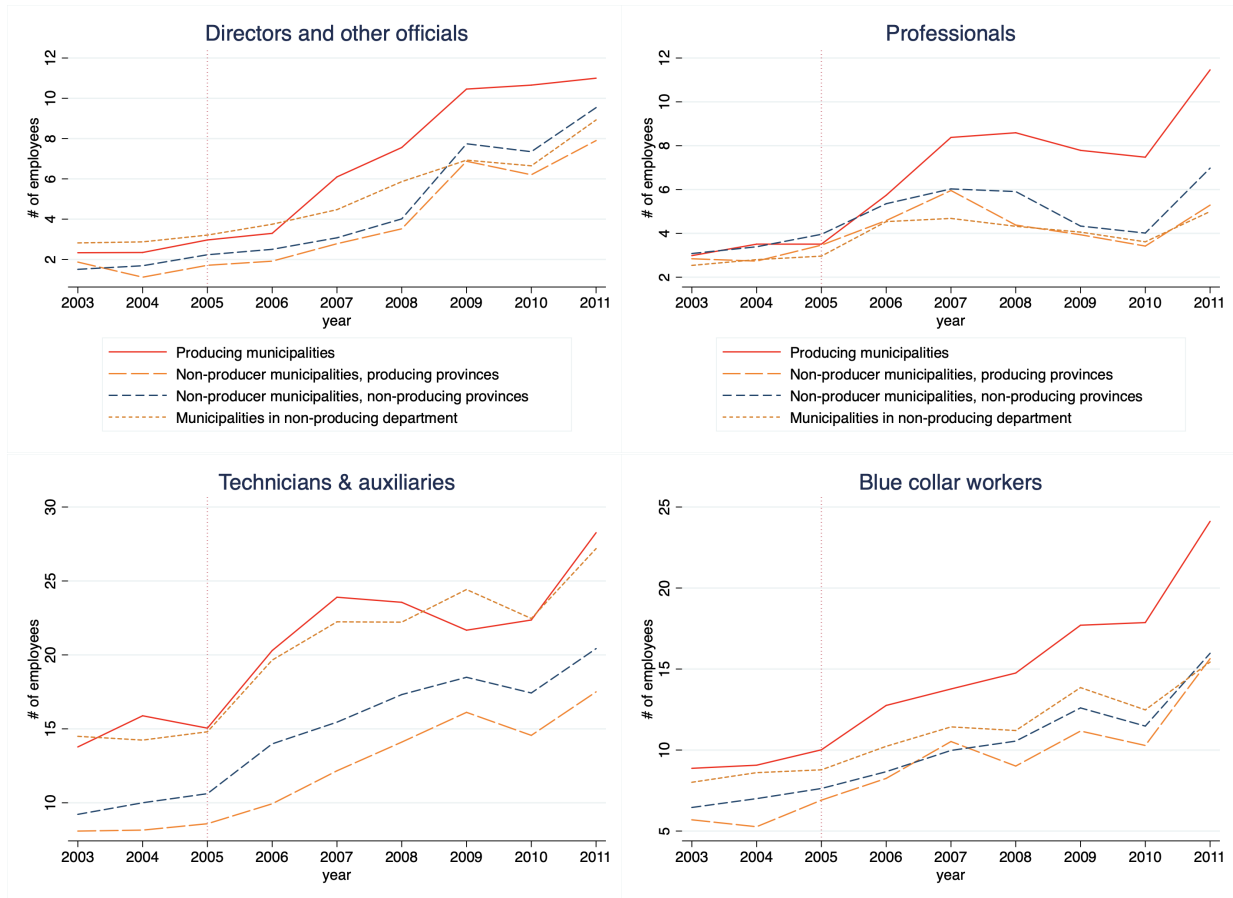 Directors and other officials
# of employees
12
10
8
6
4
2
2003 2004 2005 2006 2007 2008 2009 2010 2011
year
Producing municipalities
Non-producer municipalities, producing provinces
Non-producer municipalities, non-producing provinces
Municipalities in non-producing department
Professionals
# of employees
12
10
8
6
4
2
2003 2004 2005 2006 2007 2008 2009 2010 2011
year
Producing municipalities
Non-producer municipalities, producing provinces
Non-producer municipalities, non-producing provinces
Municipalities in non-producing department
Technicians & auxiliaries
# of employees
30
25
20
15
10
2003 2004 2005 2006 2007 2008 2009 2010 2011
year
Blue collar workers
# of employees
25
20
15
10
5
2003 2004 2005 2006 2007 2008 2009 2010 2011
year